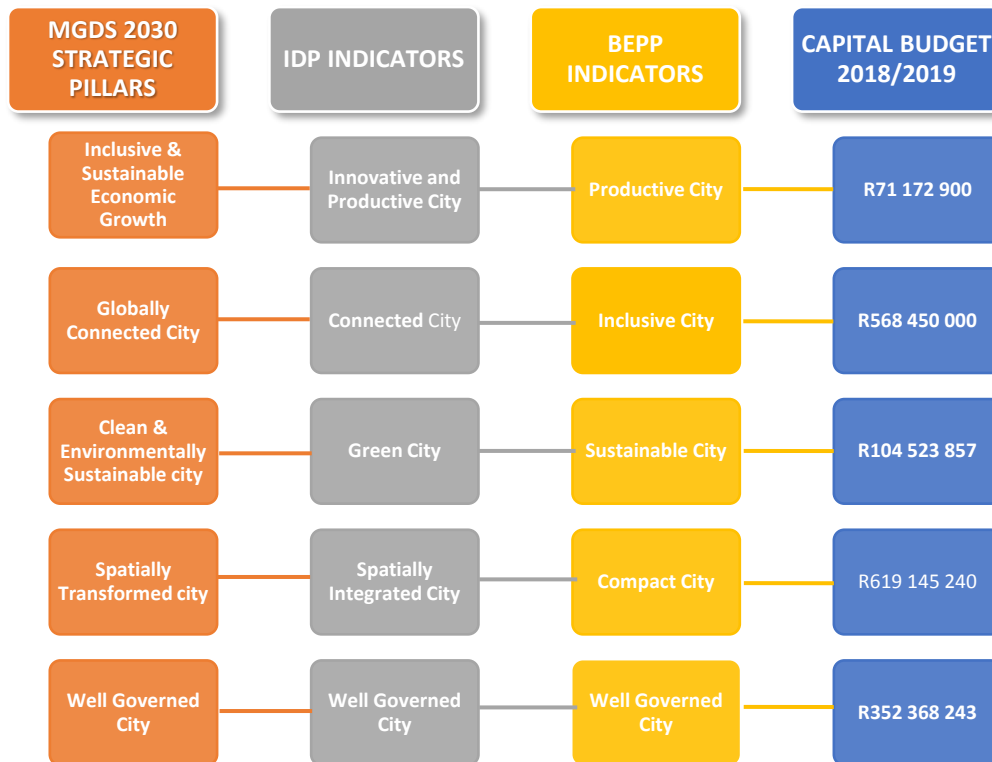 MGDS 2030
STRATEGIC
PILLARS
IDP INDICATORS
BEPP
INDICATORS
CAPITAL BUDGET
2018/2019
Inclusive &
Sustainable
Economic
Growth
Innovative and
Productive City
Productive City
R71 172 900
Globally
Connected City
Connected City
Inclusive City
R568 450 000
Clean &
Environmentally
Sustainable city
Green City
Sustainable City
R104 523 857
Spatially
Transformed city
Spatially
Integrated City
Compact City
R619 145 240
Well Governed
City
Well Governed
City
Well Governed
City
R352 368 243